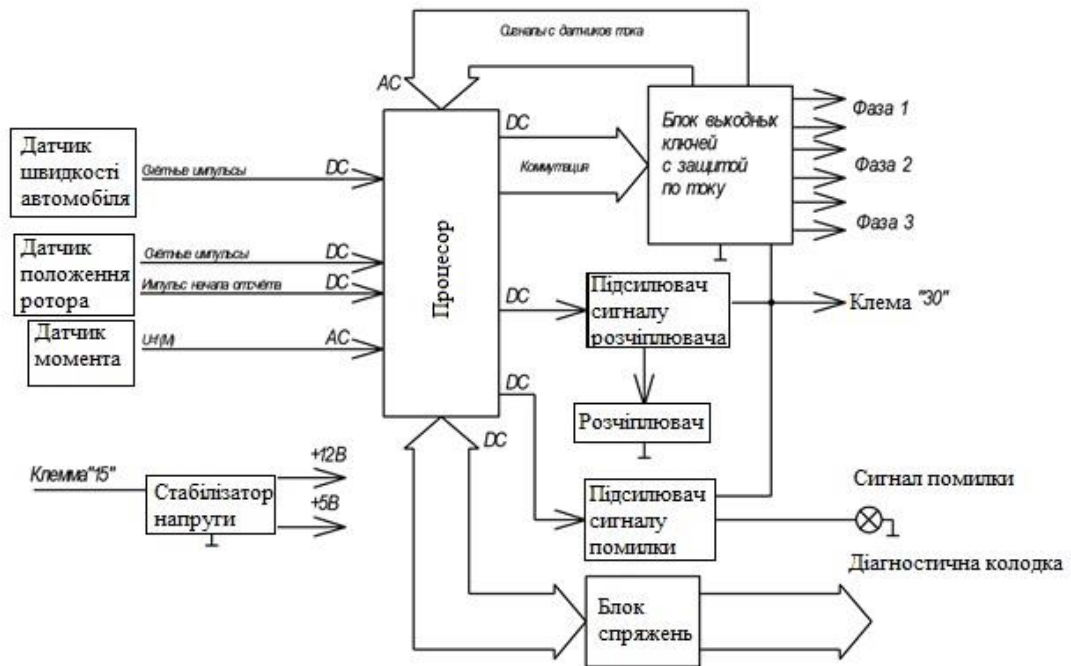 Сигналы с датчиков тока
АС
Датчик
швидкості
автомобіля
Счётные импульсы
DC
DC
Коммутация
Блок выходных
ключей
с защитой
по току
Фаза 1
Фаза 2
Фаза 3
Датчик
положення
ротора
Счётные импульсы
DC
Импульс начала отсчёта
DC
Процесор
DC
Підсилювач
сигналу
розчіплювача
Клема "30"
Датчик
момента
U=f(M)
AC
DC
Розчіплювач
DC
Клемма"15"
Стабілізатор
напруги
+12В
+5В
Підсилювач
сигналу
помилки
Сигнал помилки
Діагностична колодка
Блок
спряжень